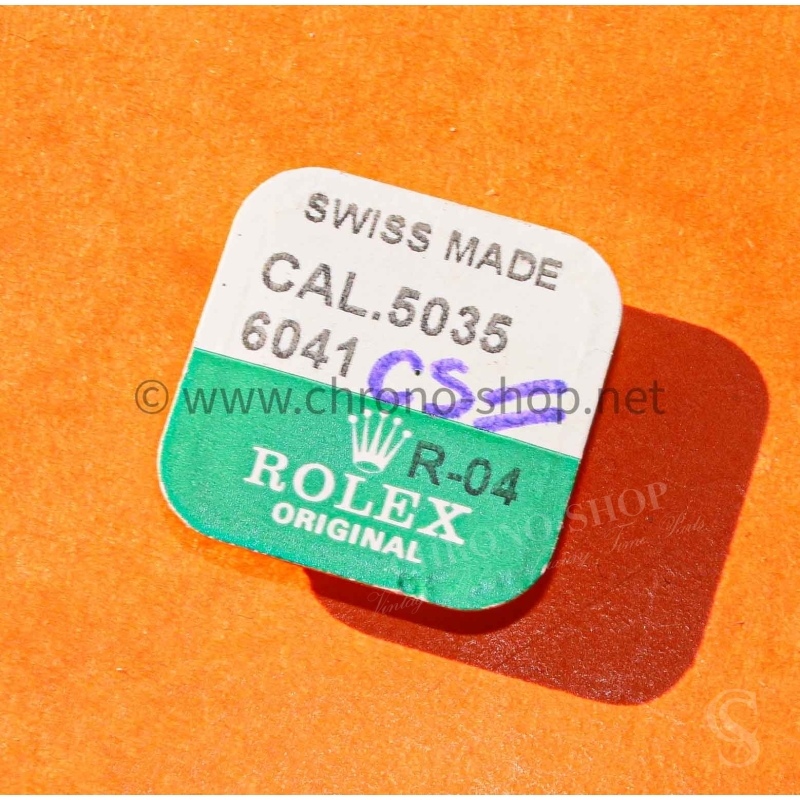 SWISS MADE
CAL.5035
6041 CS
© www.chrono-shop.net
R-04
ROLEX
ORIGINAL
CHRONO-SHOP